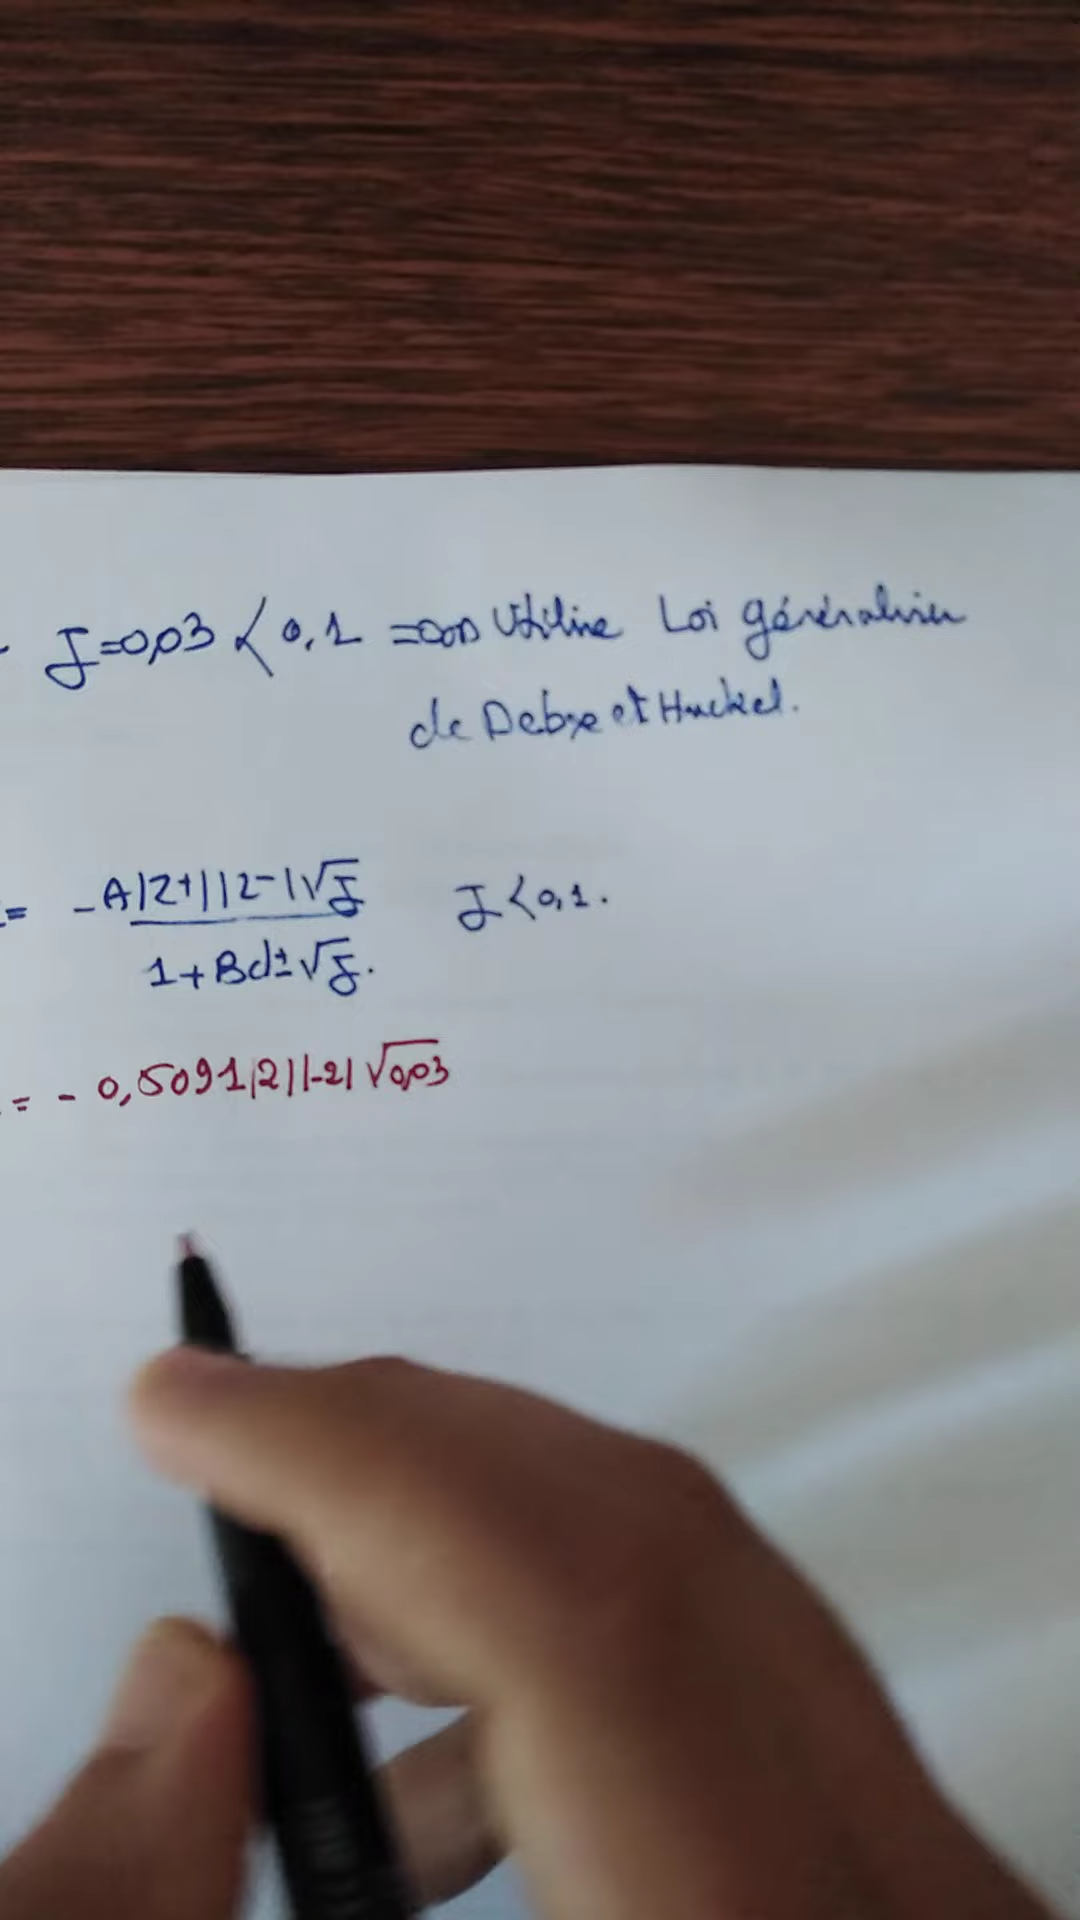 - J=0,03 < 0,1 => on Utilise Loi généraliser
de Debye et Huckel.
= -A|Z+||Z-|√J J<0,1.
1+Bd±√J.
= - 0,5091|2||-2|√0,03